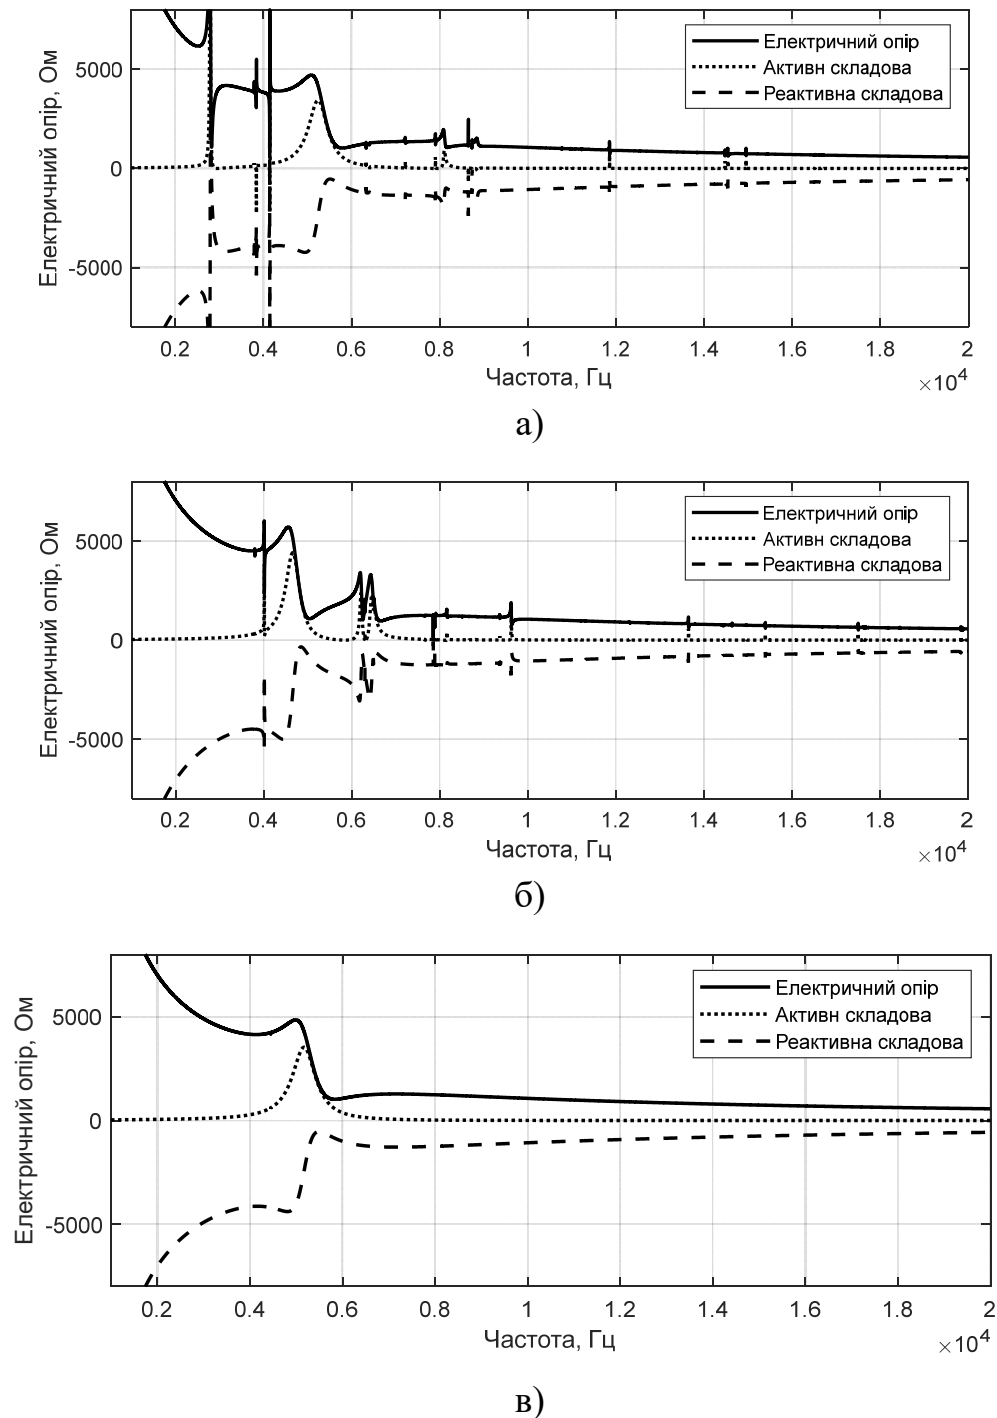 Електричний опір, Ом
5000
0
-5000
Електричний опір
Активн складова
Реактивна складова
0.2 0.4 0.6 0.8 1 1.2 1.4 1.6 1.8 2
Частота, Гц
×10⁴
а)
Електричний опір, Ом
5000
0
-5000
Електричний опір
Активн складова
Реактивна складова
0.2 0.4 0.6 0.8 1 1.2 1.4 1.6 1.8 2
Частота, Гц
×10⁴
б)
Електричний опір, Ом
5000
0
-5000
Електричний опір
Активн складова
Реактивна складова
0.2 0.4 0.6 0.8 1 1.2 1.4 1.6 1.8 2
Частота, Гц
×10⁴
в)